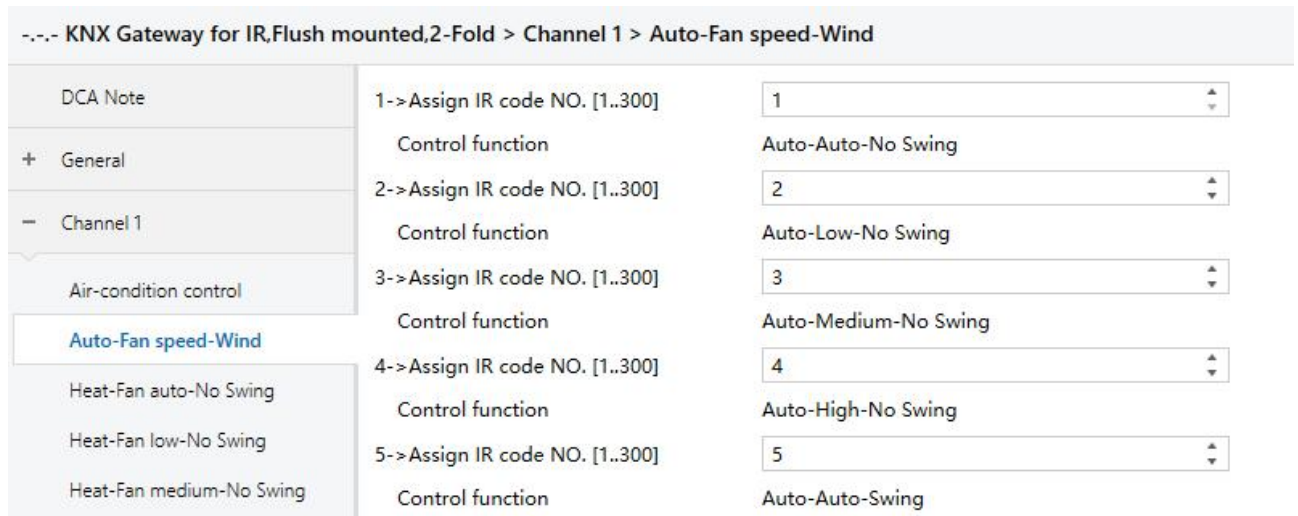 -.-.- KNX Gateway for IR,Flush mounted,2-Fold > Channel 1 > Auto-Fan speed-Wind
DCA Note
+ General
− Channel 1
Air-condition control
Auto-Fan speed-Wind
Heat-Fan auto-No Swing
Heat-Fan low-No Swing
Heat-Fan medium-No Swing
1->Assign IR code NO. [1..300] 1
Control function Auto-Auto-No Swing
2->Assign IR code NO. [1..300] 2
Control function Auto-Low-No Swing
3->Assign IR code NO. [1..300] 3
Control function Auto-Medium-No Swing
4->Assign IR code NO. [1..300] 4
Control function Auto-High-No Swing
5->Assign IR code NO. [1..300] 5
Control function Auto-Auto-Swing